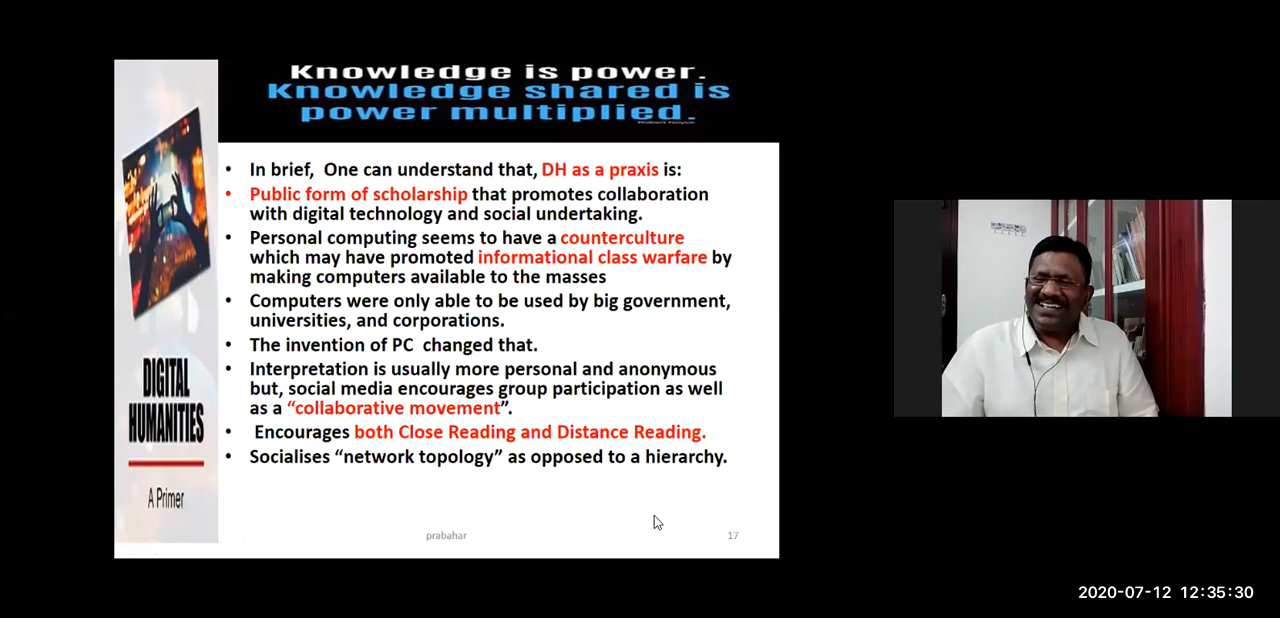 Knowledge is power.
Knowledge shared is
power multiplied.
• In brief, One can understand that, DH as a praxis is:
• Public form of scholarship that promotes collaboration
with digital technology and social undertaking.
• Personal computing seems to have a counterculture
which may have promoted informational class warfare by
making computers available to the masses
• Computers were only able to be used by big government,
universities, and corporations.
• The invention of PC changed that.
• Interpretation is usually more personal and anonymous
but, social media encourages group participation as well
as a “collaborative movement”.
• Encourages both Close Reading and Distance Reading.
• Socialises “network topology” as opposed to a hierarchy.
DIGITAL
HUMANITIES
A Primer
prabahar
17
2020-07-12 12:35:30